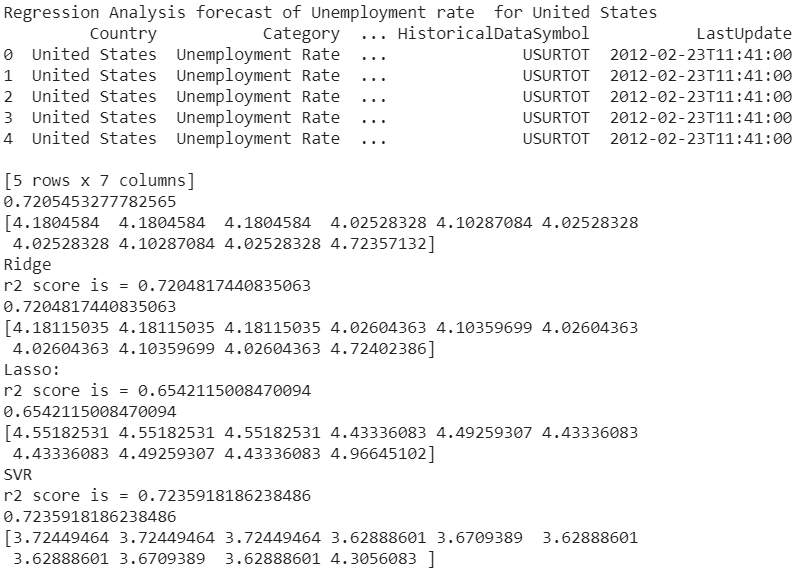 Regression Analysis forecast of Unemployment rate  for United States
         Country              Category  ... HistoricalDataSymbol           LastUpdate
0  United States  Unemployment Rate  ...              USURTOT  2012-02-23T11:41:00
1  United States  Unemployment Rate  ...              USURTOT  2012-02-23T11:41:00
2  United States  Unemployment Rate  ...              USURTOT  2012-02-23T11:41:00
3  United States  Unemployment Rate  ...              USURTOT  2012-02-23T11:41:00
4  United States  Unemployment Rate  ...              USURTOT  2012-02-23T11:41:00
[5 rows x 7 columns]
0.7205453277782565
[4.1804584  4.1804584  4.1804584  4.02528328 4.10287084 4.02528328
 4.02528328 4.10287084 4.02528328 4.72357132]
Ridge
r2 score is = 0.7204817440835063
0.7204817440835063
[4.18115035 4.18115035 4.18115035 4.02604363 4.10359699 4.02604363
 4.02604363 4.10359699 4.02604363 4.72402386]
Lasso:
r2 score is = 0.6542115008470094
0.6542115008470094
[4.55182531 4.55182531 4.55182531 4.43336083 4.49259307 4.43336083
 4.43336083 4.49259307 4.43336083 4.96645102]
SVR
r2 score is = 0.7235918186238486
0.7235918186238486
[3.72449464 3.72449464 3.72449464 3.62888601 3.6709389  3.62888601
 3.62888601 3.6709389  3.62888601 4.3056083 ]